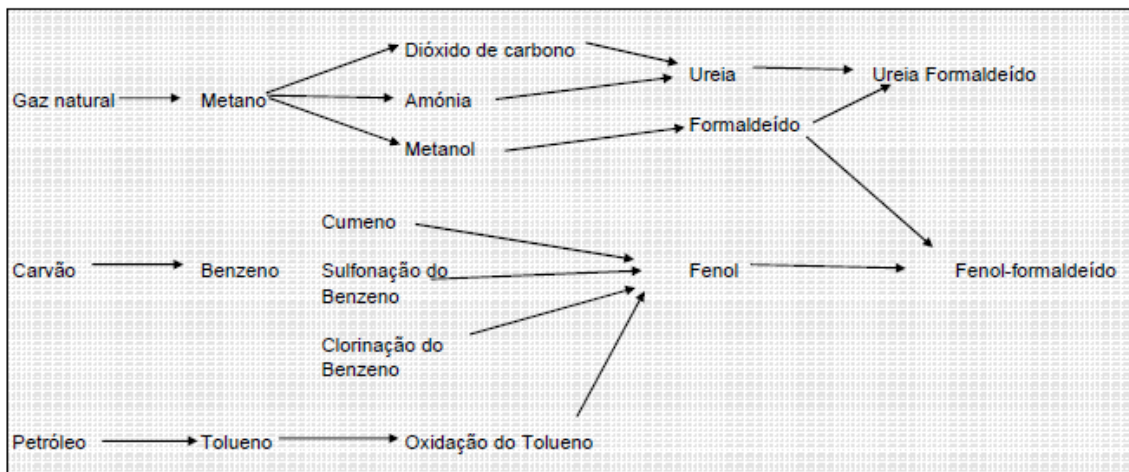 Dióxido de carbono
Ureia
Ureia Formaldeído
Gaz natural
Metano
Amónia
Formaldeído
Metanol
Cumeno
Carvão
Benzeno
Sulfonação do
Benzeno
Fenol
Fenol-formaldeído
Clorinação do
Benzeno
Petróleo
Tolueno
Oxidação do Tolueno